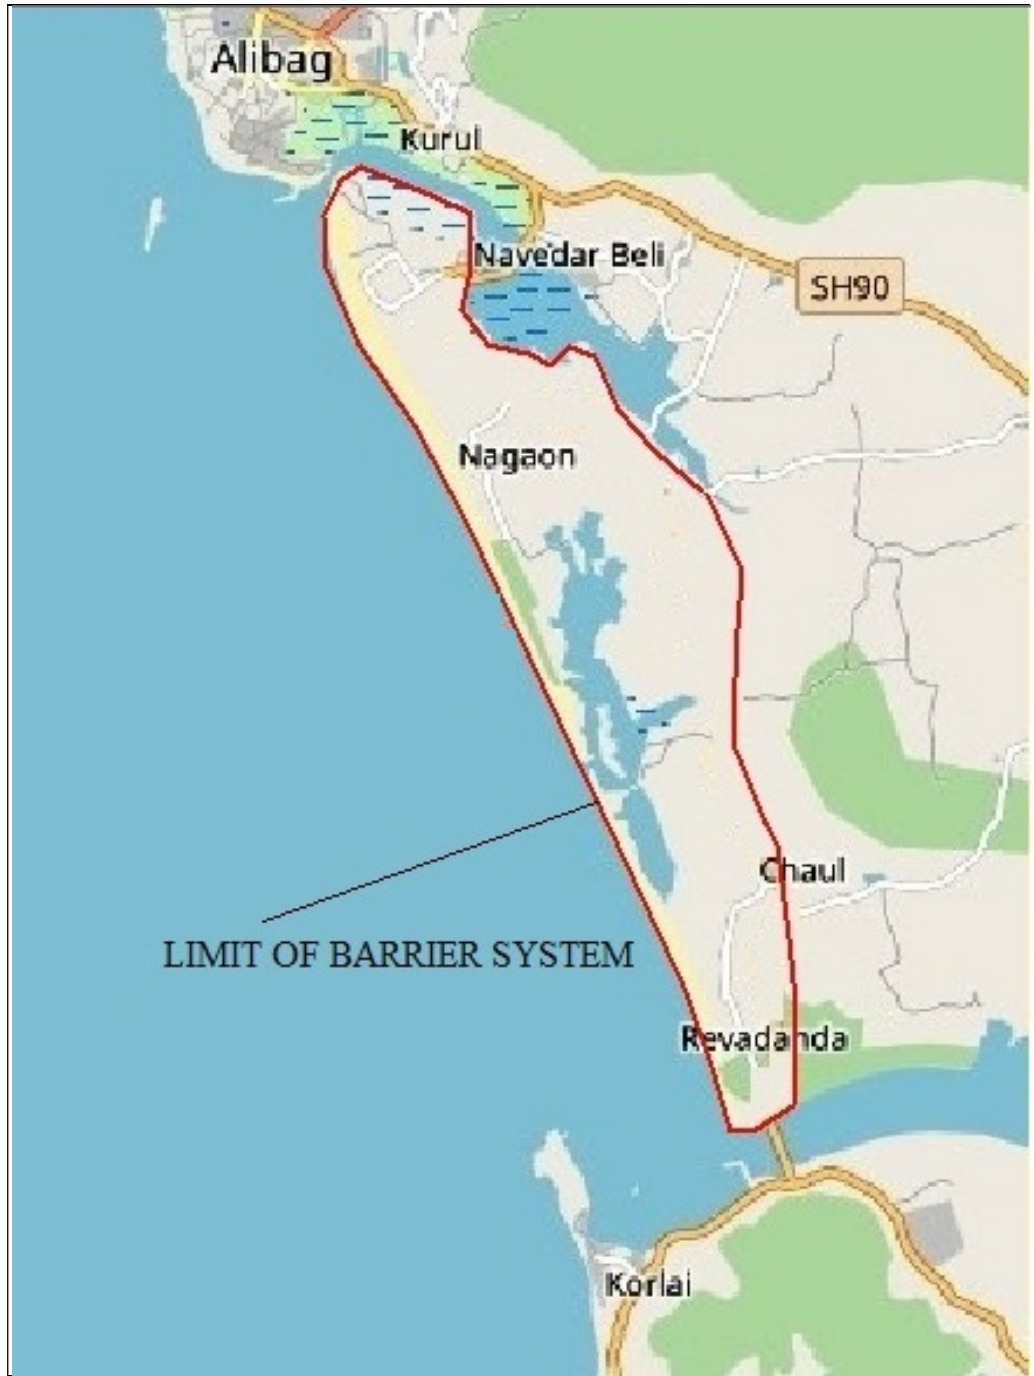 Alibag
Kurul
Navedar Beli
SH90
Nagaon
Chaul
LIMIT OF BARRIER SYSTEM
Revadanda
Korlai